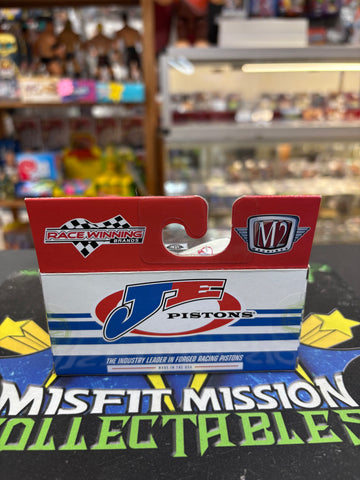 RACE WINNING
BRANDS
M2
MACHINES
JE
PISTONS
THE INDUSTRY LEADER IN FORGED RACING PISTONS
MADE IN THE USA
MISFIT MISSION
COLLECTABLES